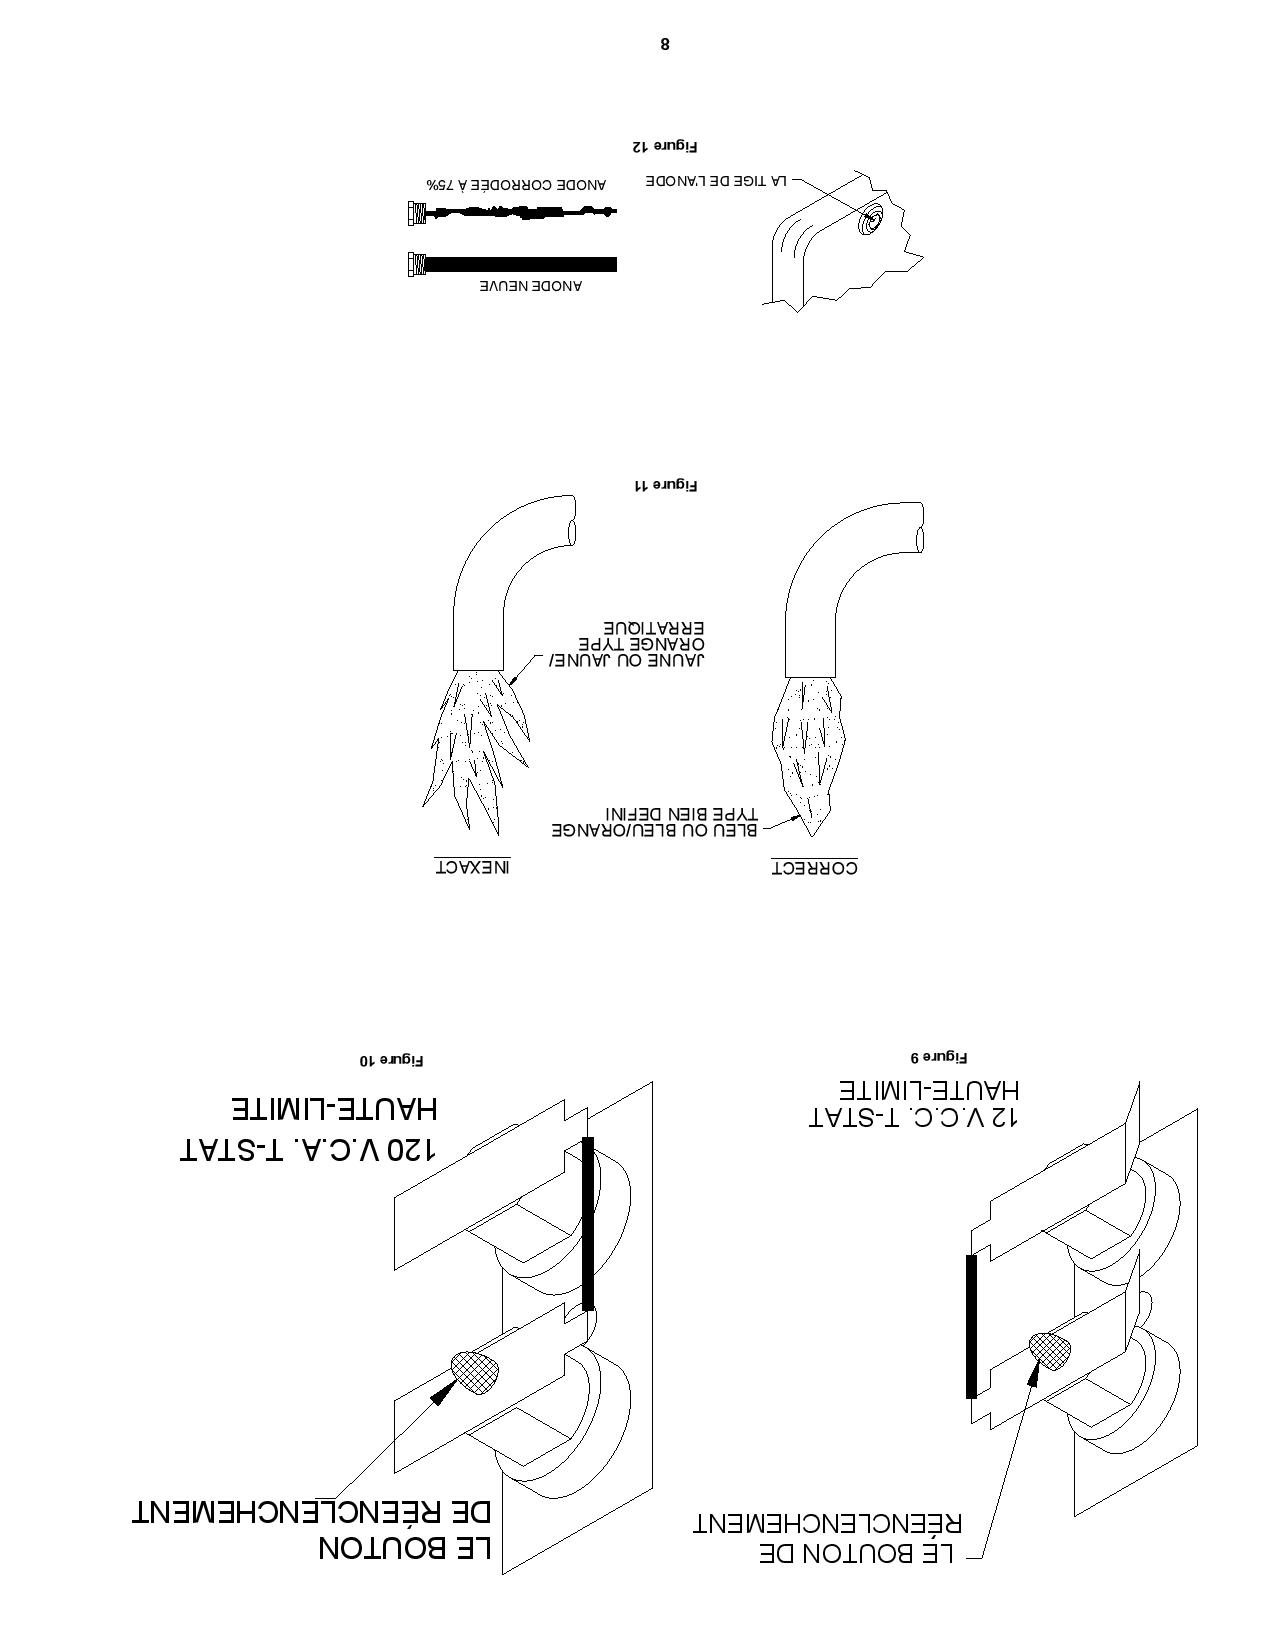 LE BOUTON DE
RÉENCLENCHEMENT
12 V.C.C. T-STAT
HAUTE-LIMITE
Figure 9
LE BOUTON
DE RÉENCLENCHEMENT
120 V.C.A. T-STAT
HAUTE-LIMITE
Figure 10
CORRECT
BLEU OU BLEU/ORANGE
TYPE BIEN DEFINI
INEXACT
JAUNE OU JAUNE/
ORANGE TYPE
ERRATIQUE
Figure 11
ANODE NEUVE
LA TIGE DE L'ANODE
ANODE CORRODÉE À 75%
Figure 12
8